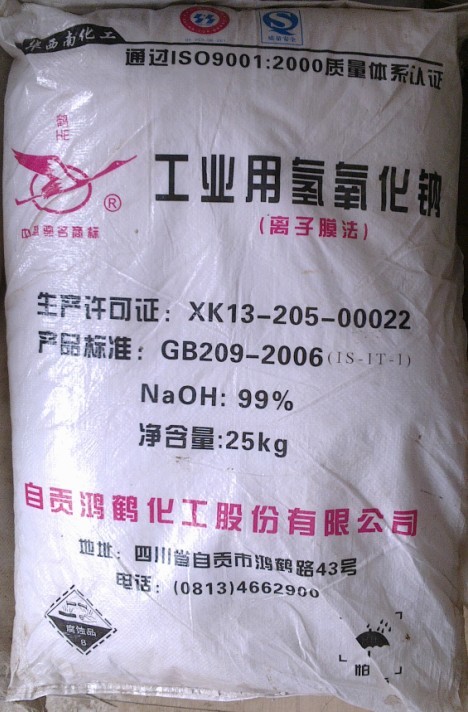 西南化工
通过ISO9001:2000质量体系认证
®
工业用氢氧化钠
(离子膜法)
生产许可证：XK13-205-00022
产品标准：GB209-2006(IS-IT-I)
NaOH: 99%
净含量:25kg
自贡鸿鹤化工股份有限公司
地址：四川省自贡市鸿鹤路43号
电话：(0813)4662900
腐蚀品
8
怕